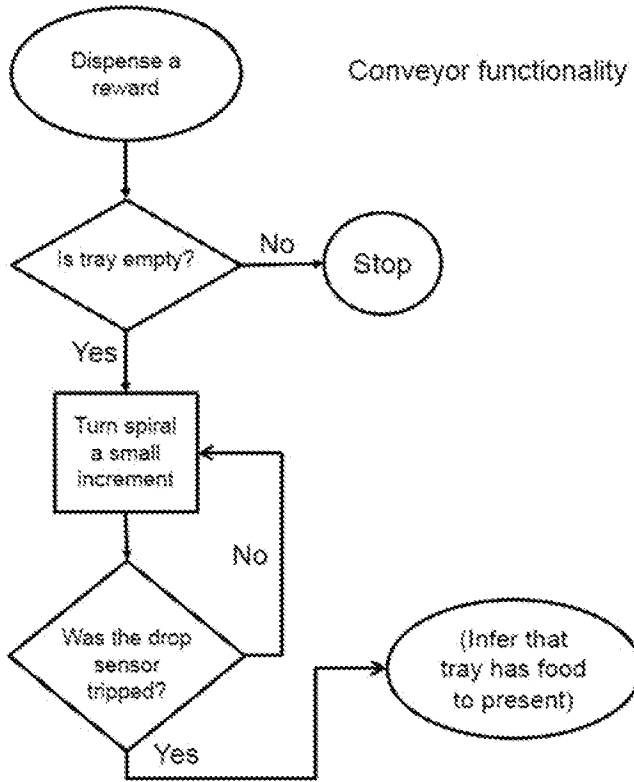 Dispense a
reward
Conveyor functionality
Is tray empty?
No
Stop
Yes
Turn spiral
a small
increment
No
Was the drop
sensor
tripped?
Yes
(Infer that
tray has food
to present)